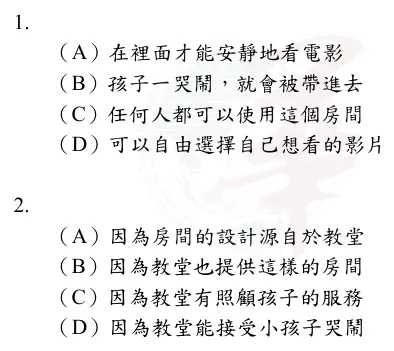 1.
（A）在裡面才能安靜地看電影
（B）孩子一哭鬧，就會被帶進去
（C）任何人都可以使用這個房間
（D）可以自由選擇自己想看的影片
2.
（A）因為房間的設計源自於教堂
（B）因為教堂也提供這樣的房間
（C）因為教堂有照顧孩子的服務
（D）因為教堂能接受小孩子哭鬧